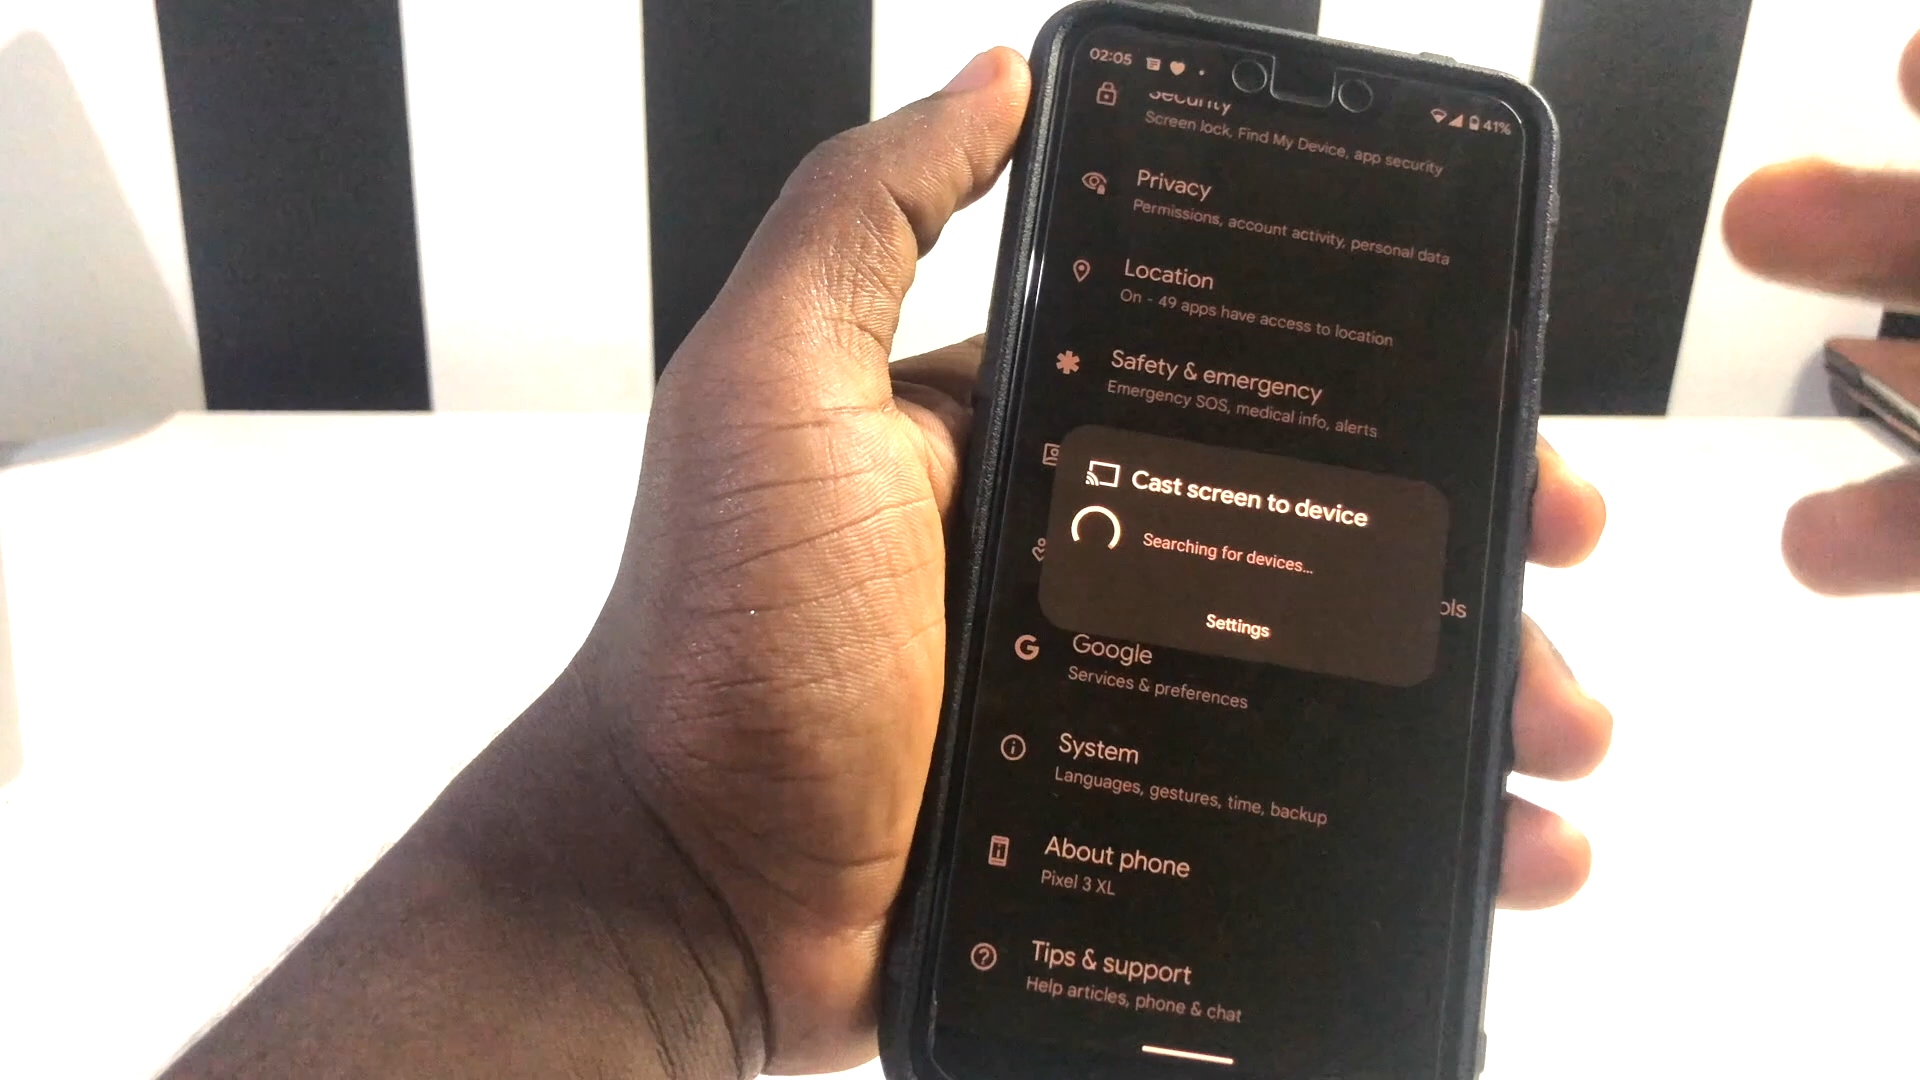 02:05
41%
Security
Screen lock, Find My Device, app security
Privacy
Permissions, account activity, personal data
Location
On - 49 apps have access to location
Safety & emergency
Emergency SOS, medical info, alerts
Cast screen to device
Searching for devices...
ols
Settings
Google
Services & preferences
System
Languages, gestures, time, backup
About phone
Pixel 3 XL
Tips & support
Help articles, phone & chat